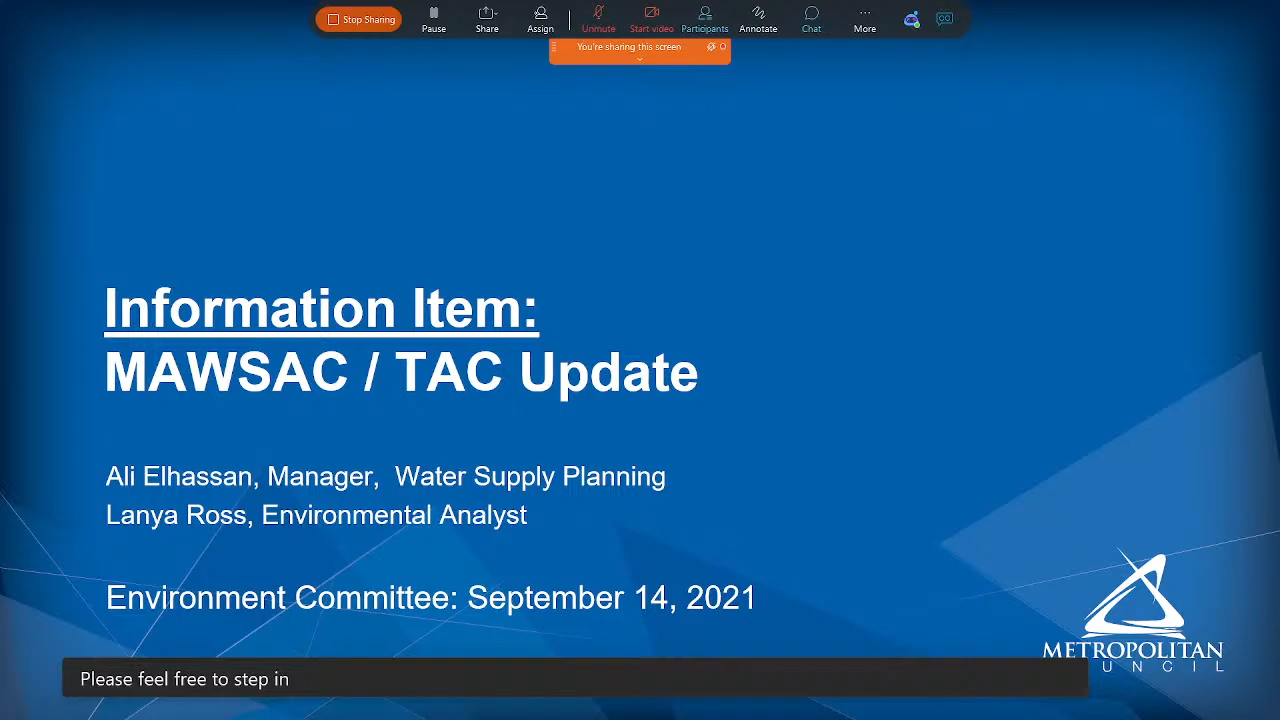 Stop Sharing
Pause
Share
Assign
Unmute
Start video
Participants
Annotate
Chat
More
You're sharing this screen
Information Item:
MAWSAC / TAC Update
Ali Elhassan, Manager, Water Supply Planning
Lanya Ross, Environmental Analyst
Environment Committee: September 14, 2021
METROPOLITAN
UNCIL
Please feel free to step in